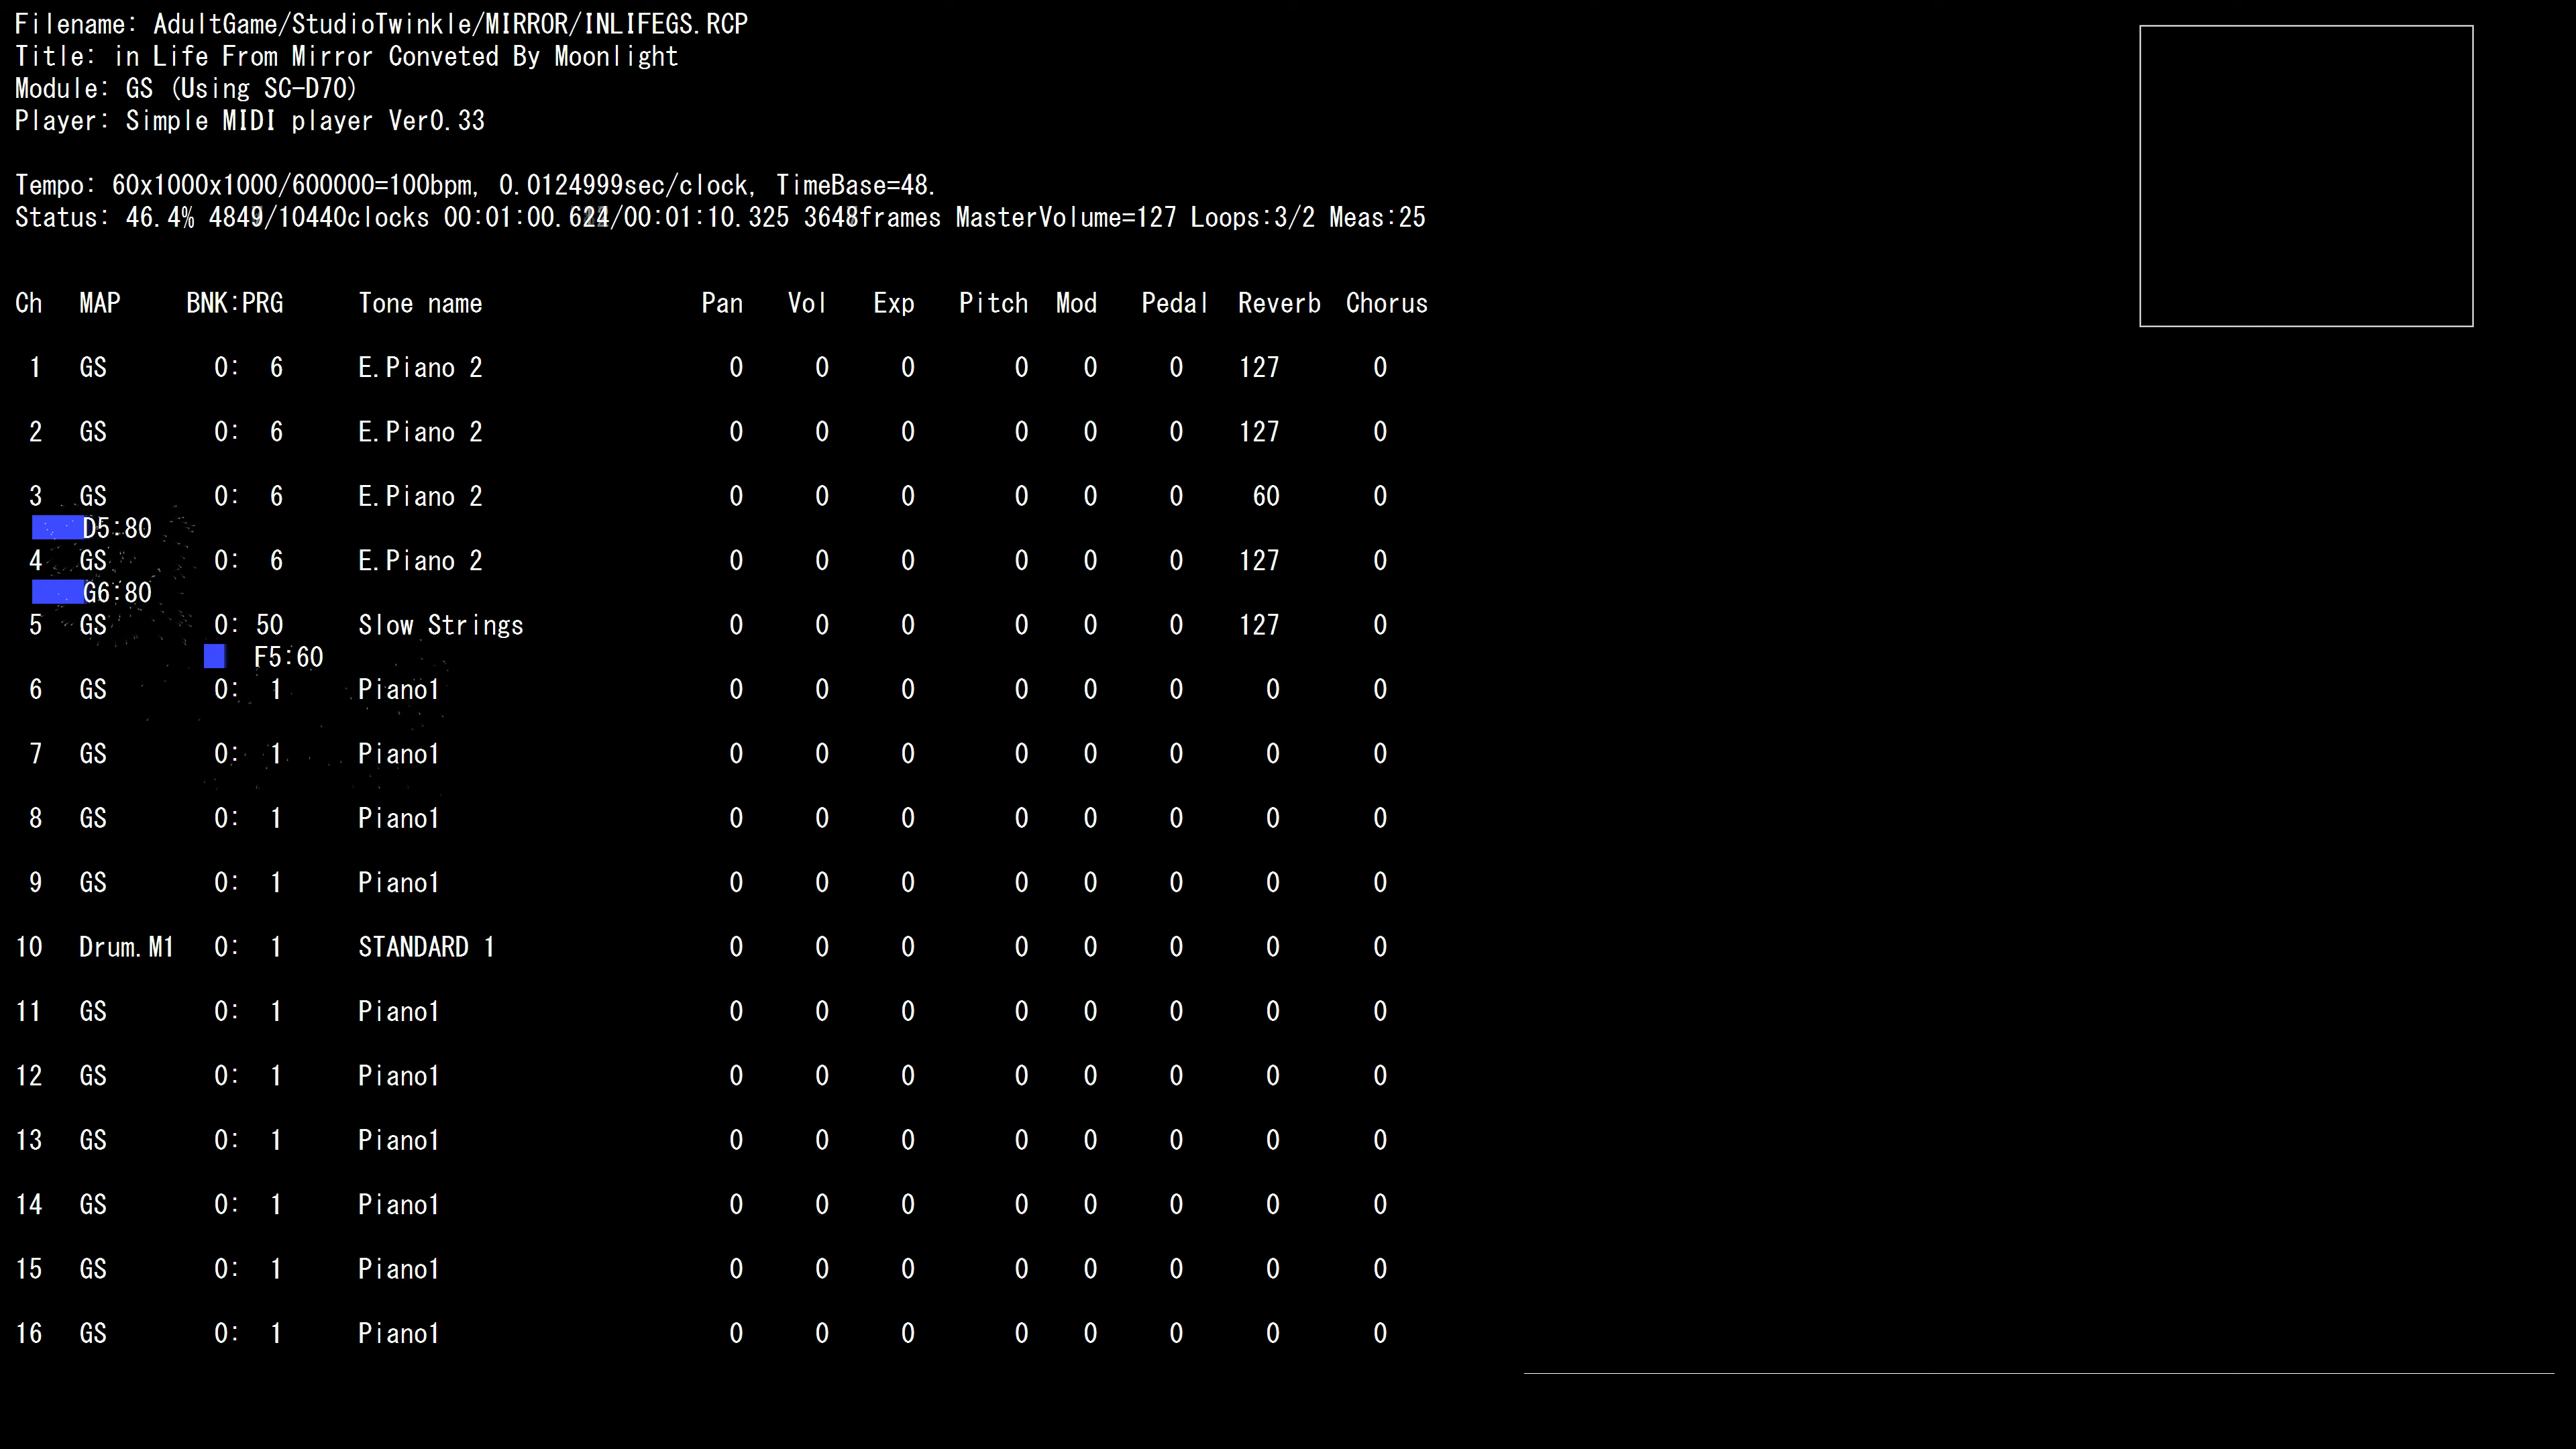 Filename: AdultGame/StudioTwinkle/MIRROR/INLIFEGS.RCP
Title: in Life From Mirror Conveted By Moonlight
Module: GS (Using SC-D70)
Player: Simple MIDI player Ver0.33
Tempo: 60x1000x1000/600000=100bpm, 0.0124999sec/clock, TimeBase=48.
Status: 46.4% 4849/10440clocks /00:01:10.325 MasterVolume=127 Loops:3/2 Meas:25
Ch MAP BNK:PRG Tone name Pan Vol Exp Pitch Mod Pedal Reverb Chorus
1 GS 0: 6 E.Piano 2 0 0 0 0 0 0 127 0
2 GS 0: 6 E.Piano 2 0 0 0 0 0 0 127 0
3 GS 0: 6 E.Piano 2 0 0 0 0 0 0 60 0
D5:80
4 GS 0: 6 E.Piano 2 0 0 0 0 0 0 127 0
G6:80
5 GS 0: 50 Slow Strings 0 0 0 0 0 0 127 0
F5:60
6 GS 0: 1 Piano1 0 0 0 0 0 0 0 0
7 GS 0: 1 Piano1 0 0 0 0 0 0 0 0
8 GS 0: 1 Piano1 0 0 0 0 0 0 0 0
9 GS 0: 1 Piano1 0 0 0 0 0 0 0 0
10 Drum.M1 0: 1 STANDARD 1 0 0 0 0 0 0 0 0
11 GS 0: 1 Piano1 0 0 0 0 0 0 0 0
12 GS 0: 1 Piano1 0 0 0 0 0 0 0 0
13 GS 0: 1 Piano1 0 0 0 0 0 0 0 0
14 GS 0: 1 Piano1 0 0 0 0 0 0 0 0
15 GS 0: 1 Piano1 0 0 0 0 0 0 0 0
16 GS 0: 1 Piano1 0 0 0 0 0 0 0 0